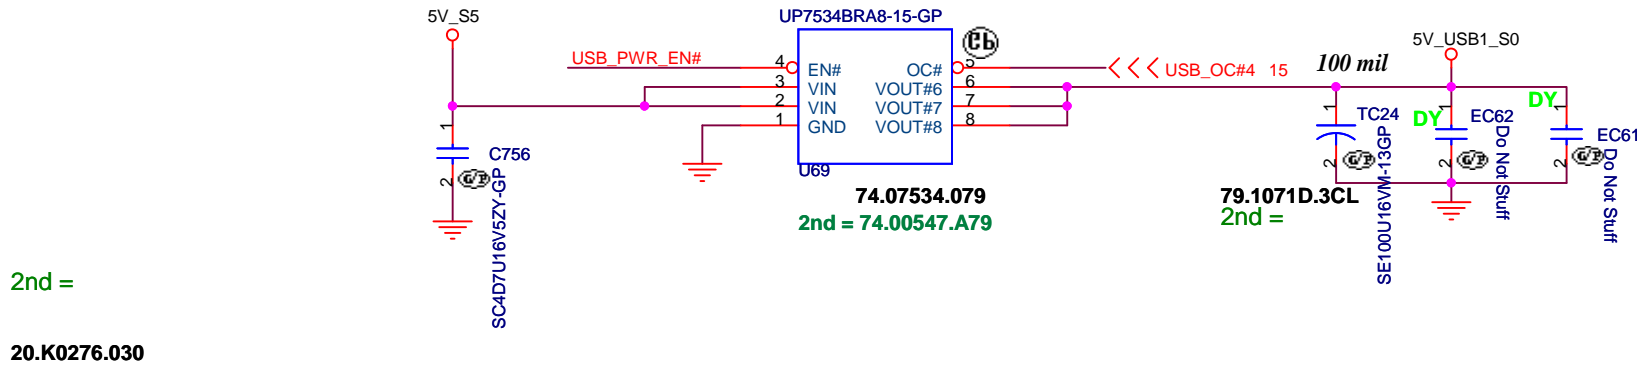 5V_S5
UP7534BRA8-15-GP
USB_PWR_EN#
4
3
2
1
EN#
VIN
VIN
GND
OC#
VOUT#6
VOUT#7
VOUT#8
5
6
7
8
U69
USB_OC#4 15
100 mil
5V_USB1_S0
1
2
C756
G/P
SC4D7U16V5ZY-GP
74.07534.079
2nd = 74.00547.A79
1
2
TC24
G/P
SE100U16VM-13GP
79.1071D.3CL
2nd =
DY
1
2
EC62
G/P
Do Not Stuff
DY
1
2
EC61
G/P
Do Not Stuff
2nd =
20.K0276.030